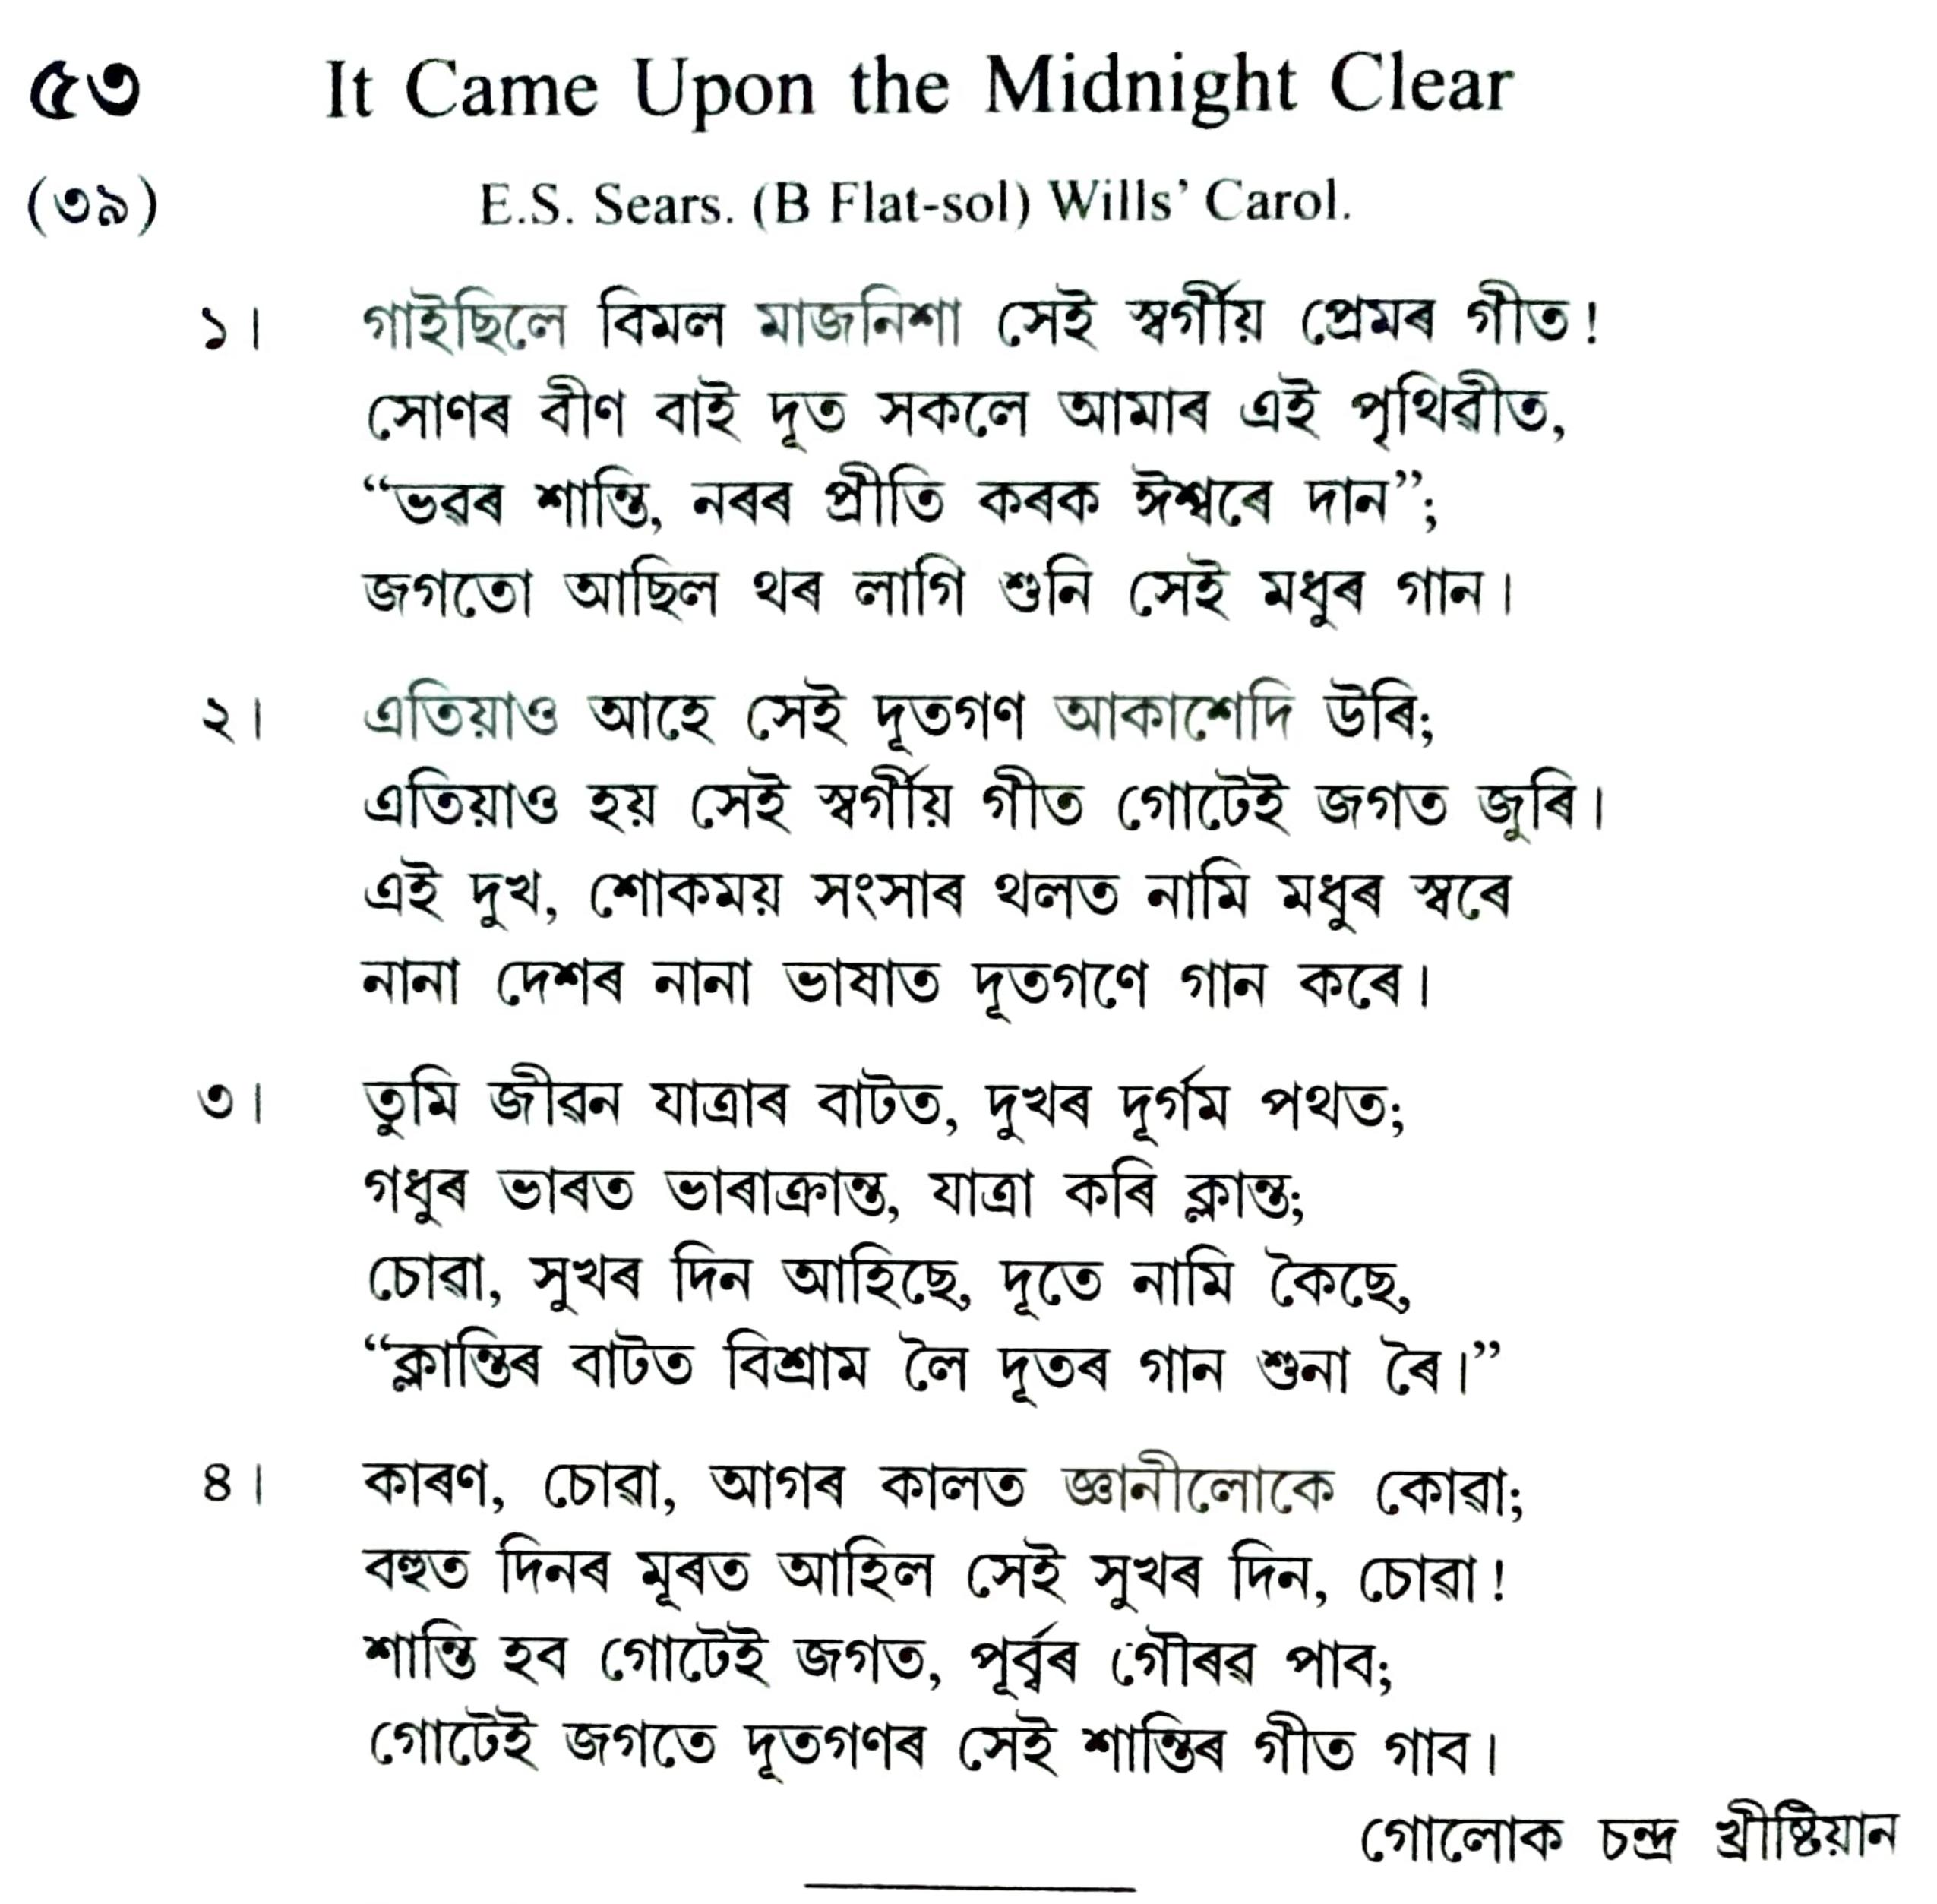 ৫৩ It Came Upon the Midnight Clear
(৩৯) E.S. Sears. (B Flat-sol) Wills’ Carol.
১। গাইছিলে বিমল মাজনিশা সেই স্বৰ্গীয় প্ৰেমৰ গীত!
সোণৰ বীণ বাই দূত সকলে আমাৰ এই পৃথিৱীত,
“ভৱৰ শান্তি, নৰৰ প্ৰীতি কৰক ঈশ্বৰে দান”;
জগতো আছিল থৰ লাগি শুনি সেই মধুৰ গান।
২। এতিয়াও আহে সেই দূতগণ আকাশেদি উৰি;
এতিয়াও হয় সেই স্বৰ্গীয় গীত গোটেই জগত জুৰি।
এই দুখ, শোকময় সংসাৰ থলত নামি মধুৰ স্বৰে
নানা দেশৰ নানা ভাষাত দূতগণে গান কৰে।
৩। তুমি জীৱন যাত্ৰাৰ বাটত, দুখৰ দূৰ্গম পথত;
গধুৰ ভাৰত ভাৰাক্ৰান্ত, যাত্ৰা কৰি ক্লান্ত;
চোৱা, সুখৰ দিন আহিছে, দূতে নামি কৈছে,
“ক্লান্তিৰ বাটত বিশ্ৰাম লৈ দূতৰ গান শুনা ৰৈ।”
৪। কাৰণ, চোৱা, আগৰ কালত জ্ঞানীলোকে কোৱা;
বহুত দিনৰ মূৰত আহিল সেই সুখৰ দিন, চোৱা!
শান্তি হব গোটেই জগত, পূৰ্ব্বৰ গৌৰৱ পাব;
গোটেই জগতে দূতগণৰ সেই শান্তিৰ গীত গাব।
গোলোক চন্দ্ৰ খ্ৰীষ্টিয়ান